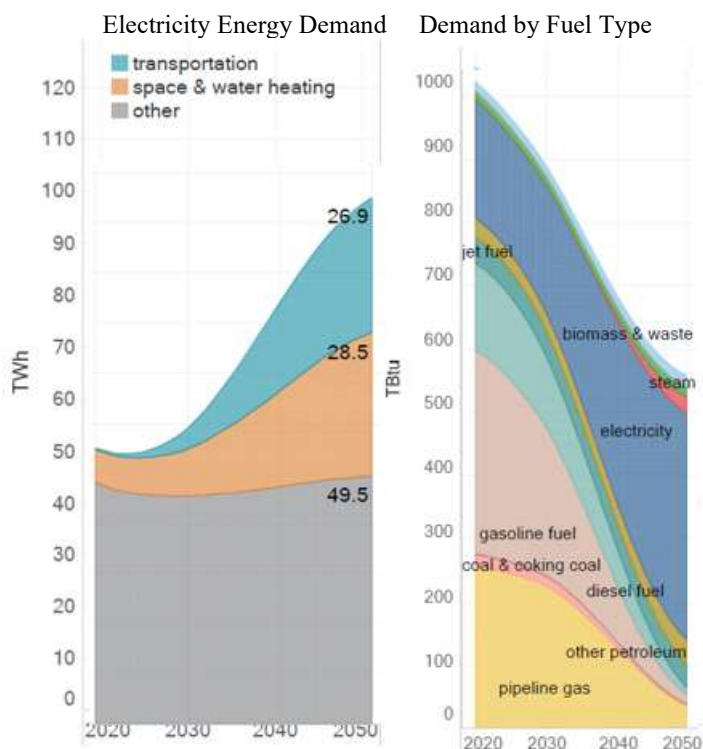 Electricity Energy Demand
transportation
space & water heating
other
120
110
100
90
80
70
60
50
40
30
20
10
0
TWh
26.9
28.5
49.5
2020 2030 2040 2050
Demand by Fuel Type
1000
900
800
700
600
500
400
300
200
100
0
TBtu
jet fuel
biomass & waste
steam
electricity
gasoline fuel
coal & coking coal
diesel fuel
other petroleum
pipeline gas
2020 2030 2040 2050